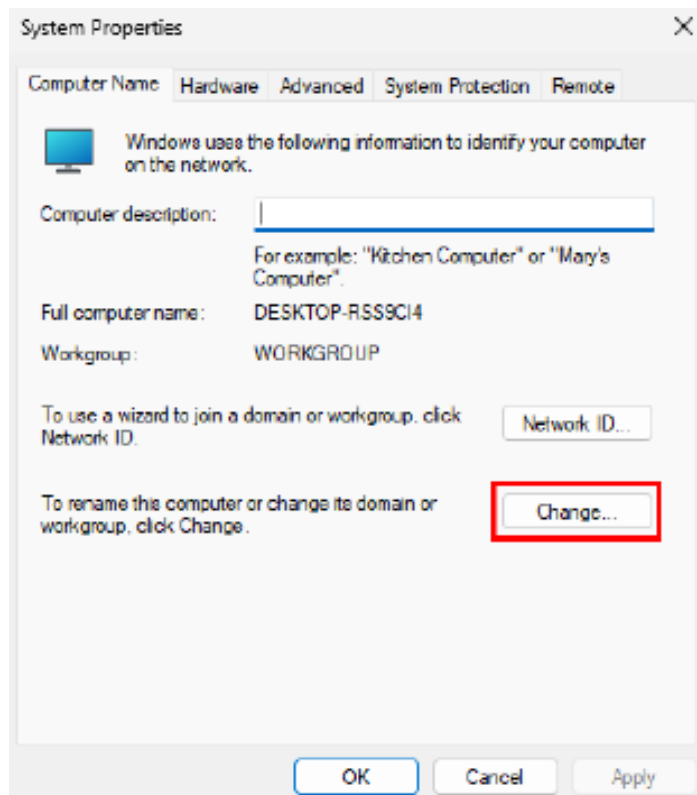 System Properties
Computer Name Hardware Advanced System Protection Remote
Windows uses the following information to identify your computer
on the network.
Computer description:
For example: "Kitchen Computer" or "Mary's
Computer".
Full computer name: DESKTOP-RSS9CI4
Workgroup: WORKGROUP
To use a wizard to join a domain or workgroup, click
Network ID.
Network ID...
To rename this computer or change its domain or
workgroup, click Change.
Change...
OK Cancel Apply